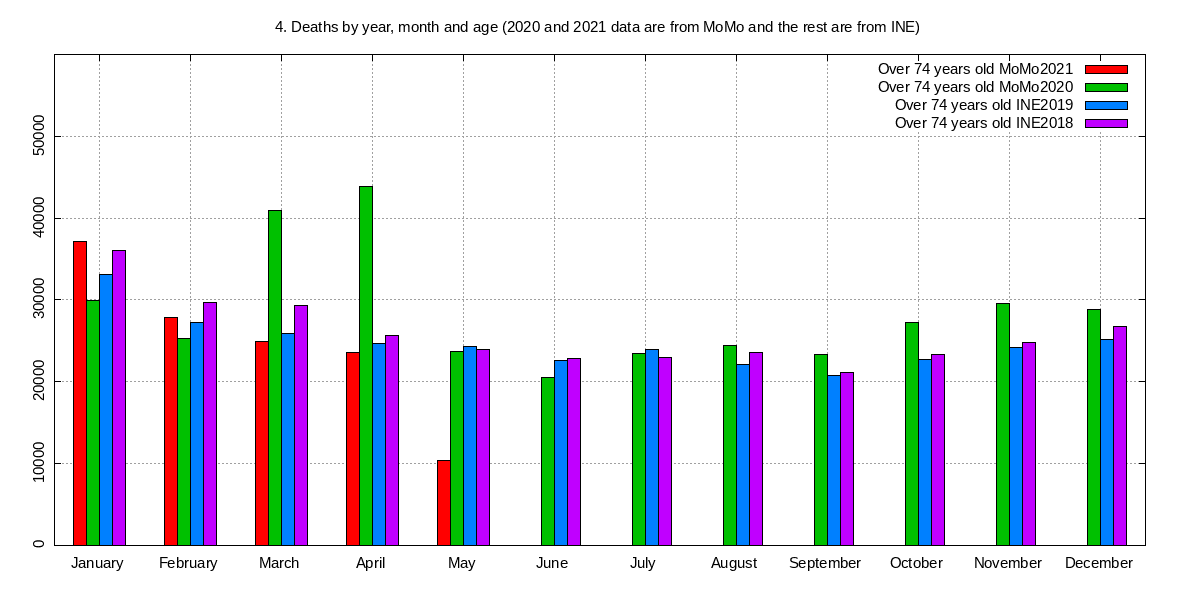 4. Deaths by year, month and age (2020 and 2021 data are from MoMo and the rest are from INE)
Over 74 years old MoMo2021
Over 74 years old MoMo2020
Over 74 years old INE2019
Over 74 years old INE2018
50000
40000
30000
20000
10000
0
January February March April May June July August September October November December